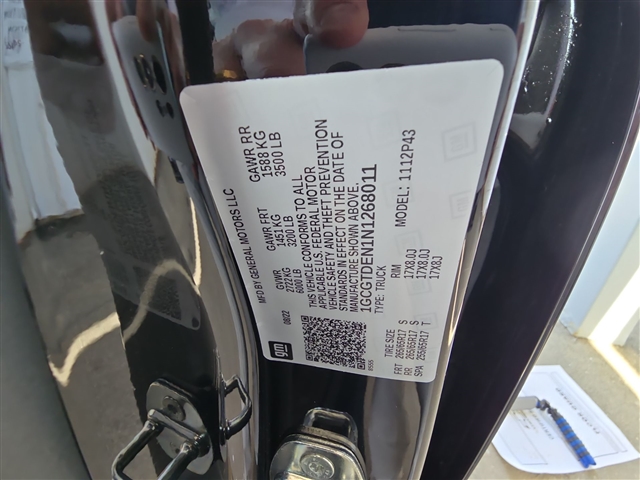 MFD BY GENERAL MOTORS LLC
08/22
GVWR GAWR FRT GAWR RR
2722 KG 1451 KG 1588 KG
6000 LB 3200 LB 3500 LB
THIS VEHICLE CONFORMS TO ALL
APPLICABLE U.S. FEDERAL MOTOR
VEHICLE SAFETY AND THEFT PREVENTION
STANDARDS IN EFFECT ON THE DATE OF
MANUFACTURE SHOWN ABOVE.
1GCGTDEN1N1268011
TYPE: TRUCK MODEL: 1112P43
gm
TIRE SIZE RIM
FRT 265/65R17 S 17X8.0J
RR 265/65R17 S 17X8.0J
SPA 255/65R17 T 17X8J